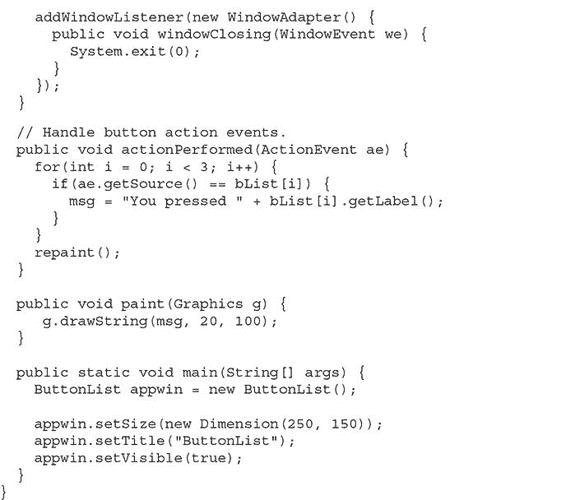 addWindowListener(new WindowAdapter() {
public void windowClosing(WindowEvent we) {
System.exit(0);
}
});
}
// Handle button action events.
public void actionPerformed(ActionEvent ae) {
for(int i = 0; i < 3; i++) {
if(ae.getSource() == bList[i]) {
msg = "You pressed " + bList[i].getLabel();
}
}
repaint();
}
public void paint(Graphics g) {
g.drawString(msg, 20, 100);
}
public static void main(String[] args) {
ButtonList appwin = new ButtonList();
appwin.setSize(new Dimension(250, 150));
appwin.setTitle("ButtonList");
appwin.setVisible(true);
}
}